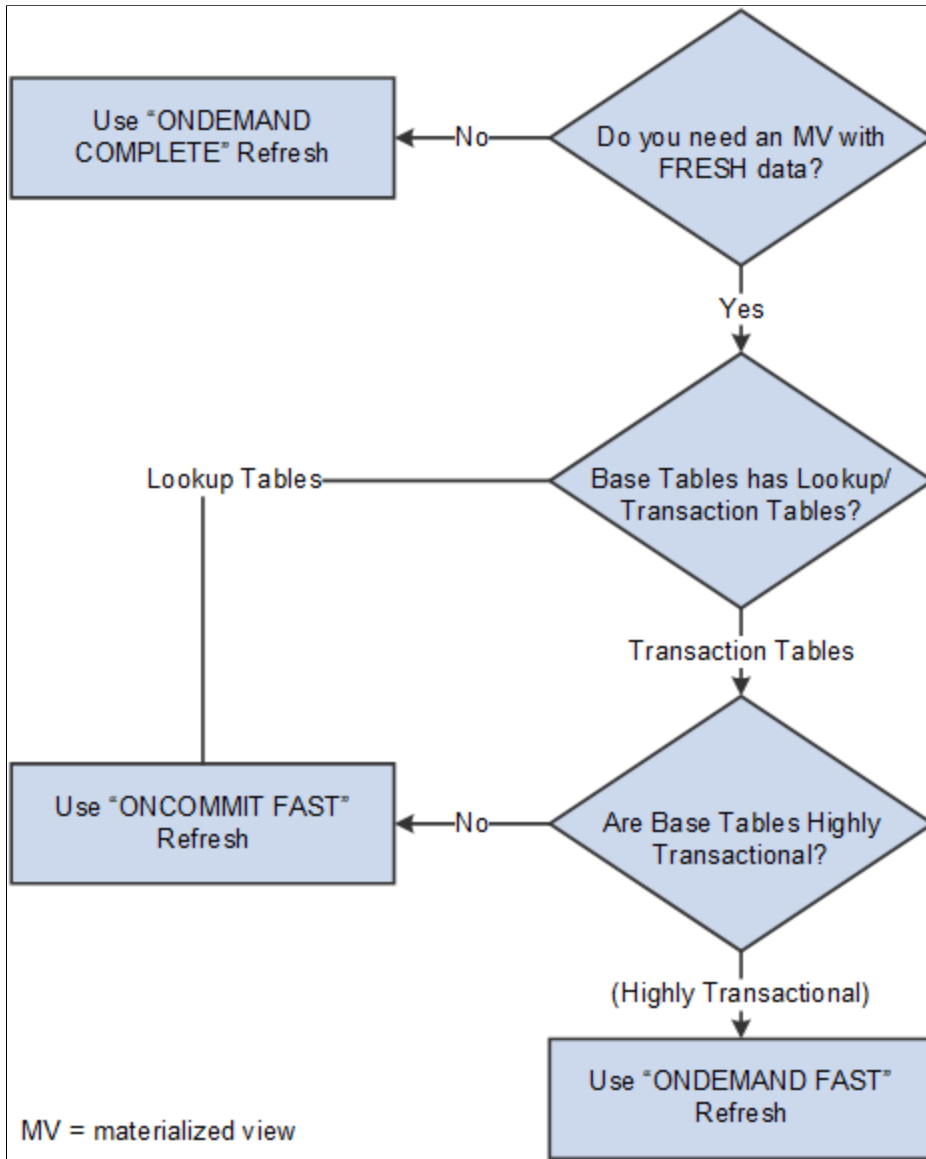 Do you need an MV with
FRESH data?
No
Use “ONDEMAND
COMPLETE” Refresh
Yes
Base Tables has Lookup/
Transaction Tables?
Lookup Tables
Transaction Tables
Are Base Tables Highly
Transactional?
No
Use “ONCOMMIT FAST”
Refresh
(Highly Transactional)
Use “ONDEMAND FAST”
Refresh
MV = materialized view